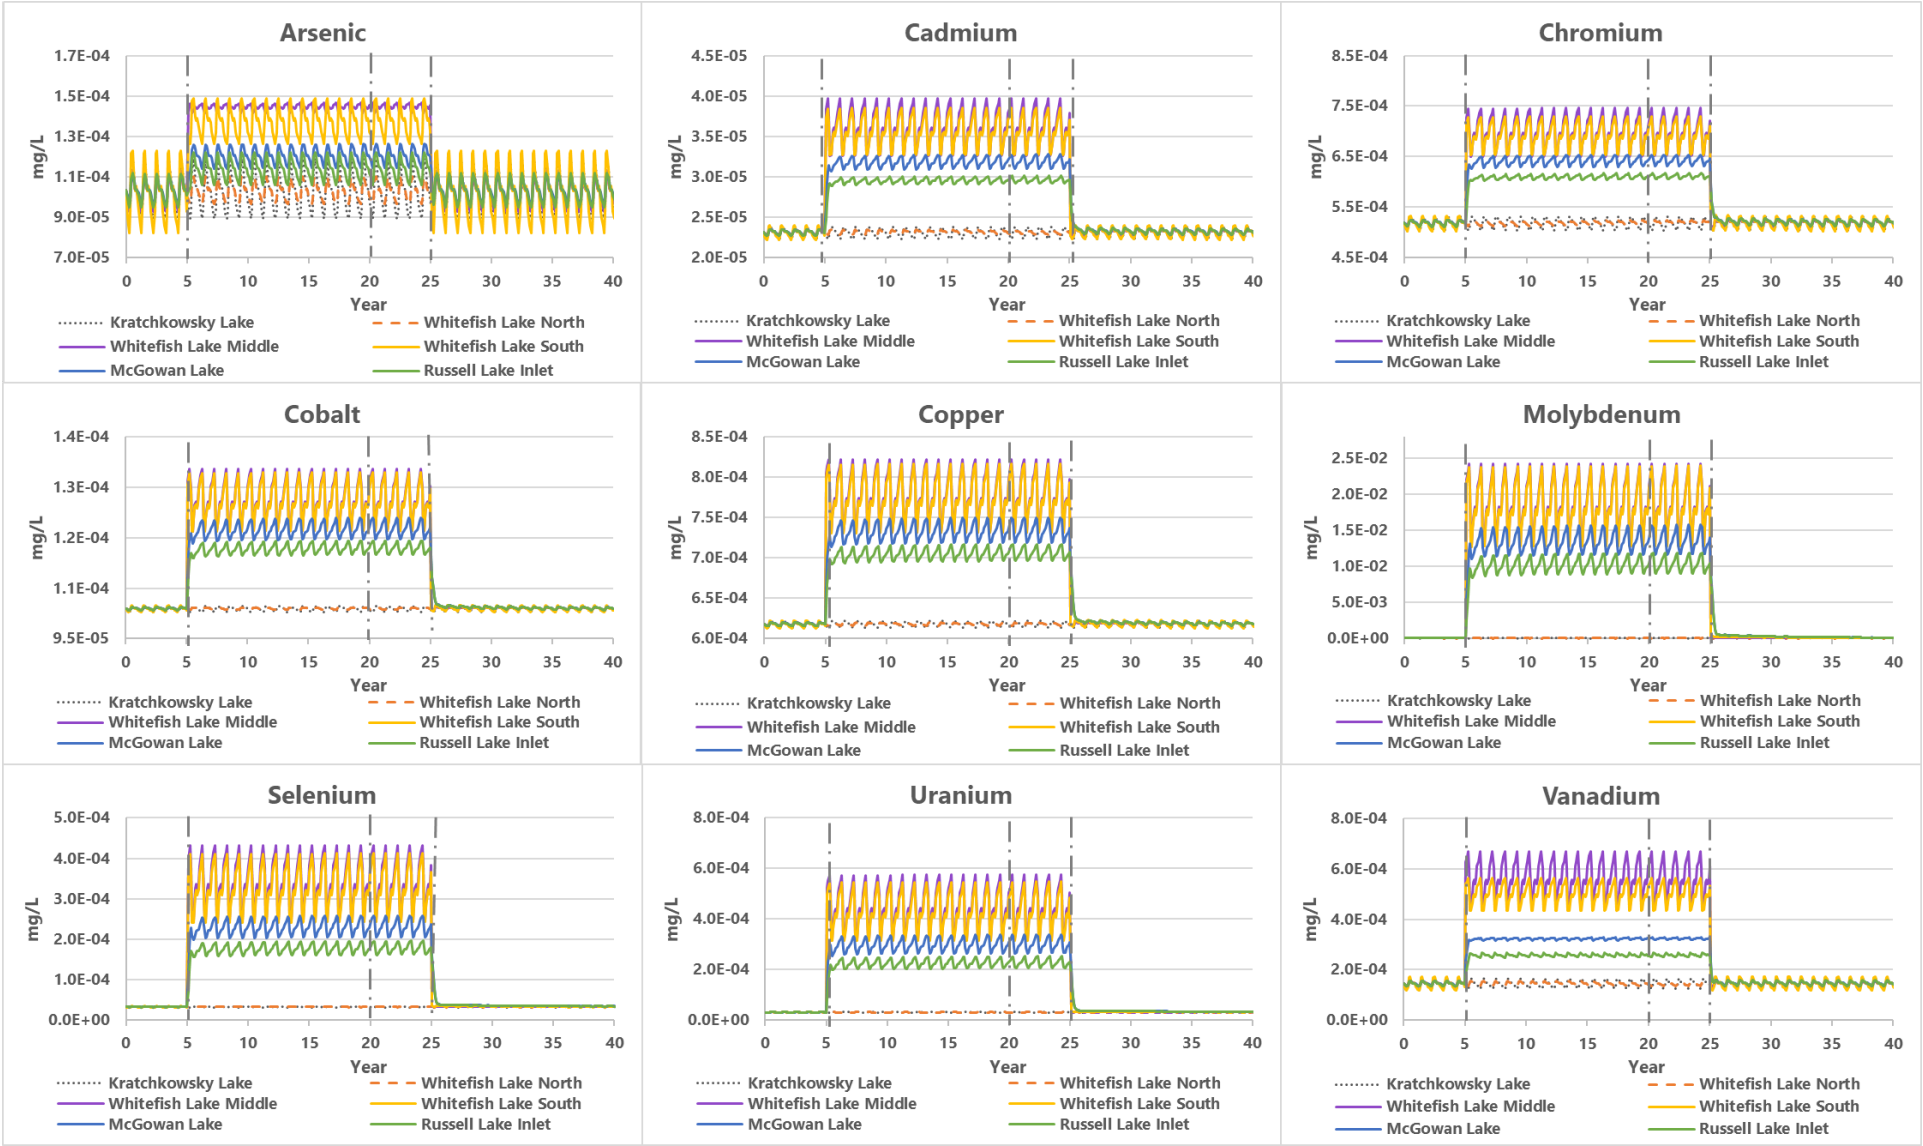 Arsenic
1.7E-04
1.5E-04
1.3E-04
1.1E-04
9.0E-05
7.0E-05
mg/L
0 5 10 15 20 25 30 35 40
Year
Kratchkowsky Lake Whitefish Lake North
Whitefish Lake Middle Whitefish Lake South
McGowan Lake Russell Lake Inlet
Cadmium
4.5E-05
4.0E-05
3.5E-05
3.0E-05
2.5E-05
2.0E-05
mg/L
0 5 10 15 20 25 30 35 40
Year
Kratchkowsky Lake Whitefish Lake North
Whitefish Lake Middle Whitefish Lake South
McGowan Lake Russell Lake Inlet
Chromium
8.5E-04
7.5E-04
6.5E-04
5.5E-04
4.5E-04
mg/L
0 5 10 15 20 25 30 35 40
Year
Kratchkowsky Lake Whitefish Lake North
Whitefish Lake Middle Whitefish Lake South
McGowan Lake Russell Lake Inlet
Cobalt
1.4E-04
1.3E-04
1.2E-04
1.1E-04
9.5E-05
mg/L
0 5 10 15 20 25 30 35 40
Year
Kratchkowsky Lake Whitefish Lake North
Whitefish Lake Middle Whitefish Lake South
McGowan Lake Russell Lake Inlet
Copper
8.5E-04
8.0E-04
7.5E-04
7.0E-04
6.5E-04
6.0E-04
mg/L
0 5 10 15 20 25 30 35 40
Year
Kratchkowsky Lake Whitefish Lake North
Whitefish Lake Middle Whitefish Lake South
McGowan Lake Russell Lake Inlet
Molybdenum
2.5E-02
2.0E-02
1.5E-02
1.0E-02
5.0E-03
0.0E+00
mg/L
0 5 10 15 20 25 30 35 40
Year
Kratchkowsky Lake Whitefish Lake North
Whitefish Lake Middle Whitefish Lake South
McGowan Lake Russell Lake Inlet
Selenium
5.0E-04
4.0E-04
3.0E-04
2.0E-04
1.0E-04
0.0E+00
mg/L
0 5 10 15 20 25 30 35 40
Year
Kratchkowsky Lake Whitefish Lake North
Whitefish Lake Middle Whitefish Lake South
McGowan Lake Russell Lake Inlet
Uranium
8.0E-04
6.0E-04
4.0E-04
2.0E-04
0.0E+00
mg/L
0 5 10 15 20 25 30 35 40
Year
Kratchkowsky Lake Whitefish Lake North
Whitefish Lake Middle Whitefish Lake South
McGowan Lake Russell Lake Inlet
Vanadium
8.0E-04
6.0E-04
4.0E-04
2.0E-04
0.0E+00
mg/L
0 5 10 15 20 25 30 35 40
Year
Kratchkowsky Lake Whitefish Lake North
Whitefish Lake Middle Whitefish Lake South
McGowan Lake Russell Lake Inlet